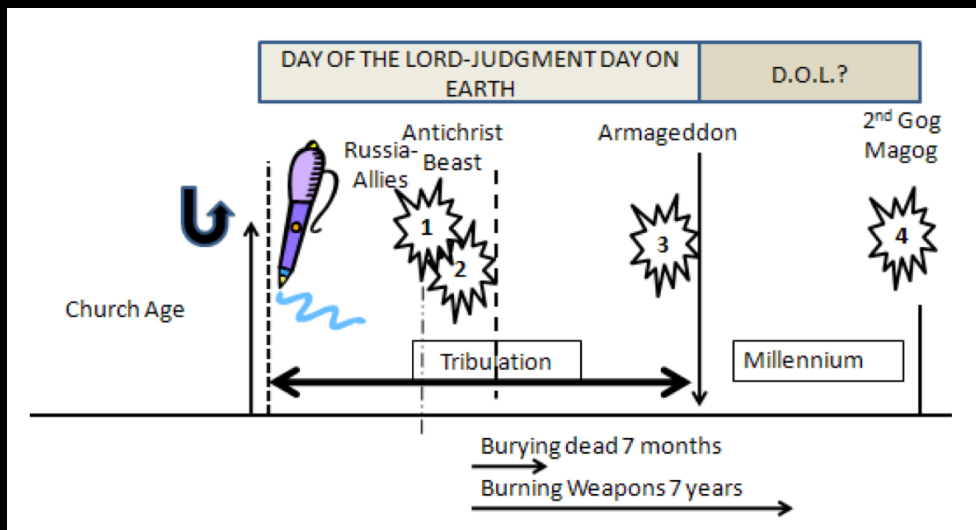 DAY OF THE LORD-JUDGMENT DAY ON
EARTH
D.O.L.?
Russia-
Allies
Antichrist
Beast
Armageddon
2nd Gog
Magog
1
2
3
4
Church Age
Tribulation
Millennium
Burying dead 7 months
Burning Weapons 7 years